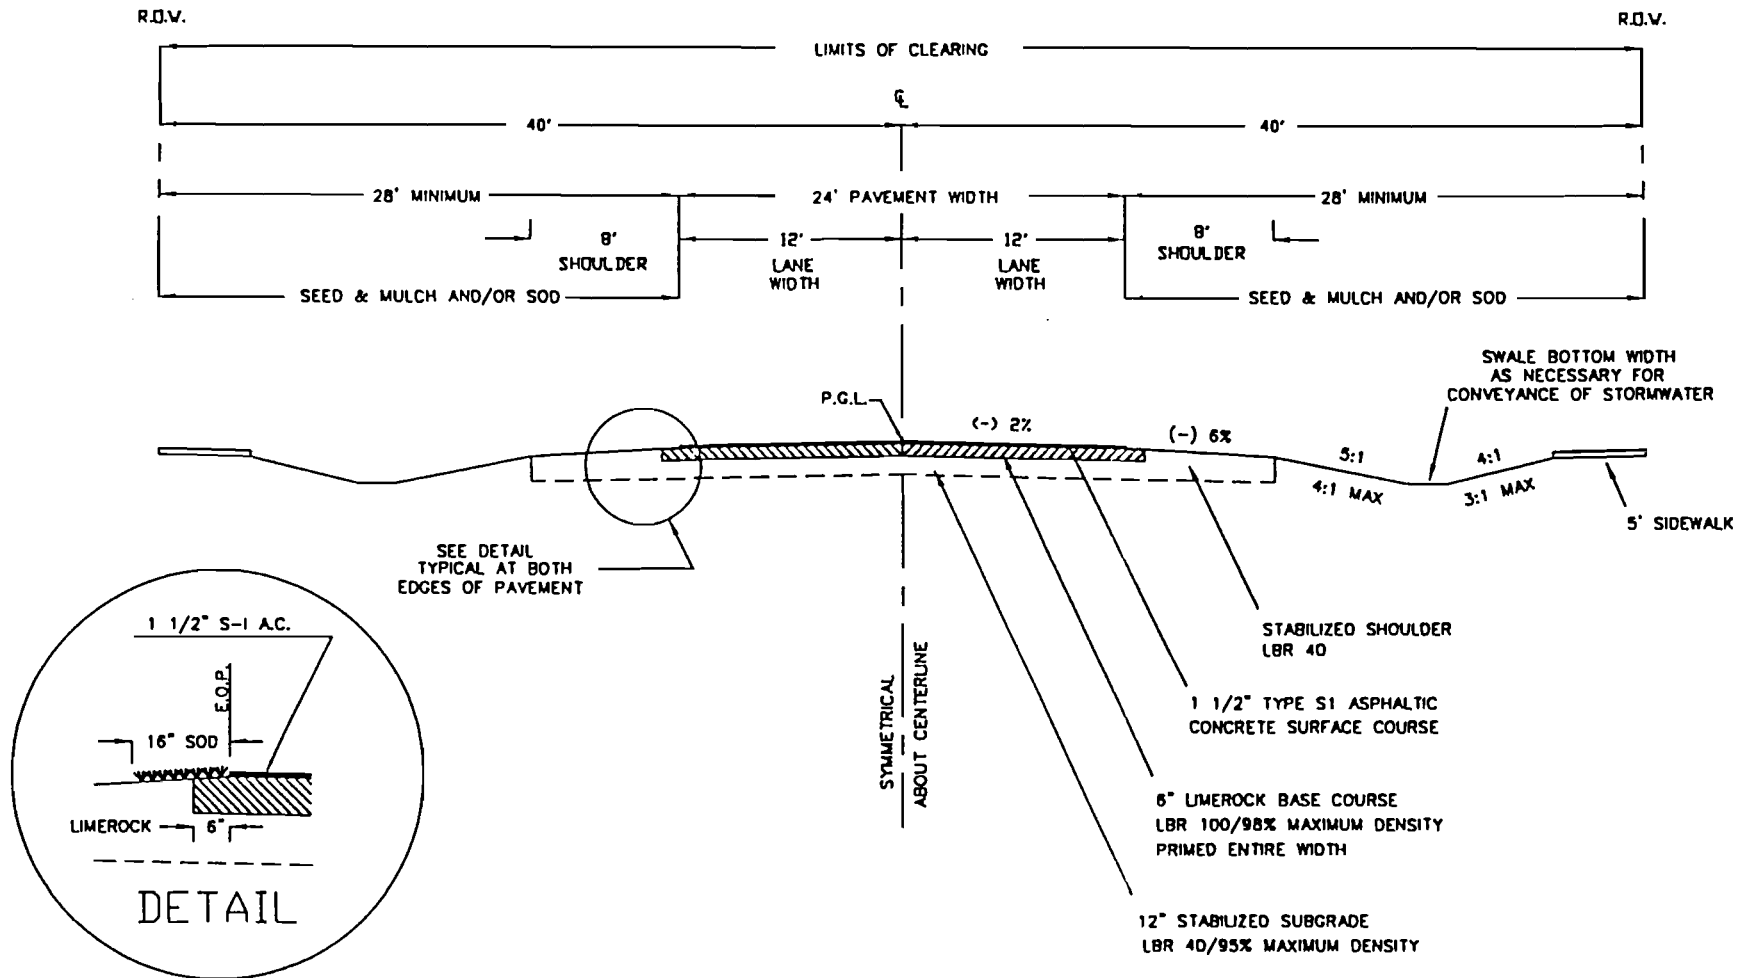 R.O.W.
R.O.W.
LIMITS OF CLEARING
℄
40'
40'
28' MINIMUM
24' PAVEMENT WIDTH
28' MINIMUM
8'
SHOULDER
12'
LANE
WIDTH
12'
LANE
WIDTH
8'
SHOULDER
SEED & MULCH AND/OR SOD
SEED & MULCH AND/OR SOD
SWALE BOTTOM WIDTH
AS NECESSARY FOR
CONVEYANCE OF STORMWATER
P.G.L.
(-) 2%
(-) 6%
5:1
4:1 MAX
4:1
3:1 MAX
5' SIDEWALK
SEE DETAIL
TYPICAL AT BOTH
EDGES OF PAVEMENT
STABILIZED SHOULDER
LBR 40
1 1/2" TYPE S1 ASPHALTIC
CONCRETE SURFACE COURSE
SYMMETRICAL
ABOUT CENTERLINE
6" LIMEROCK BASE COURSE
LBR 100/98% MAXIMUM DENSITY
PRIMED ENTIRE WIDTH
12" STABILIZED SUBGRADE
LBR 40/95% MAXIMUM DENSITY
1 1/2" S-I A.C.
E.O.P.
16" SOD
LIMEROCK
6"
DETAIL